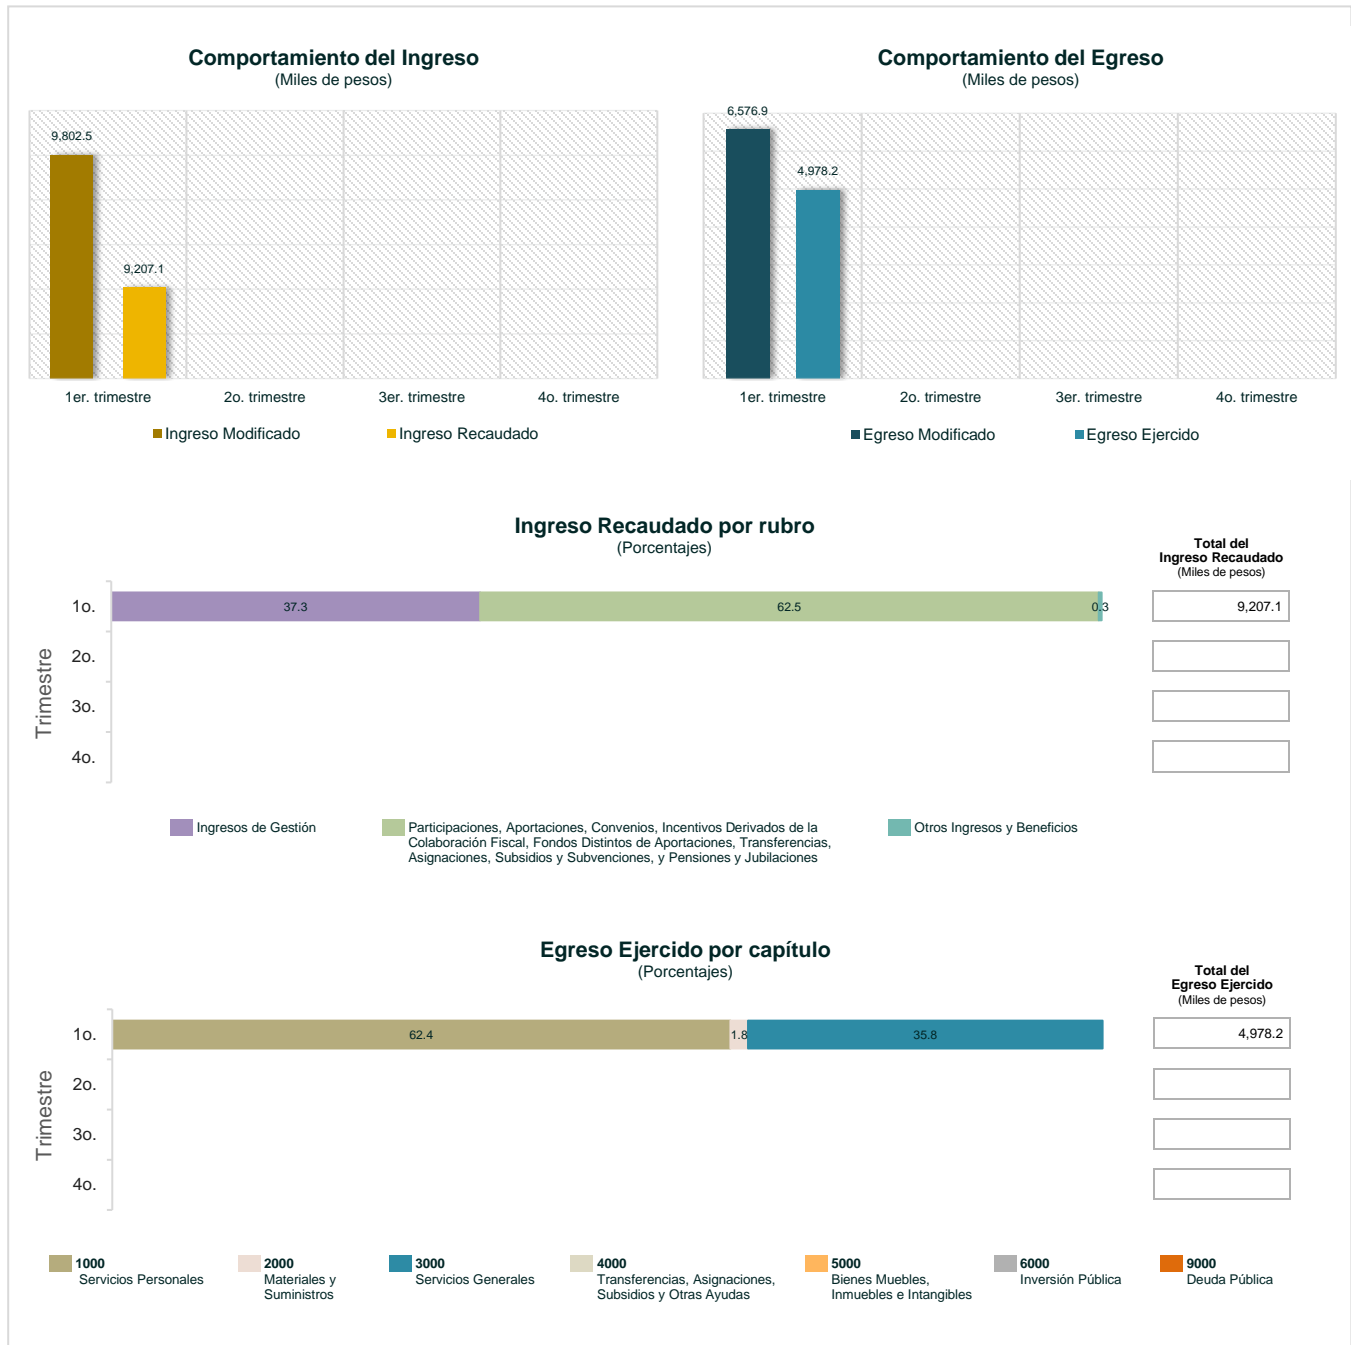 Comportamiento del Ingreso
(Miles de pesos)
9,802.5
9,207.1
1er. trimestre 2o. trimestre 3er. trimestre 4o. trimestre
Ingreso Modificado Ingreso Recaudado
Comportamiento del Egreso
(Miles de pesos)
6,576.9
4,978.2
1er. trimestre 2o. trimestre 3er. trimestre 4o. trimestre
Egreso Modificado Egreso Ejercido
Ingreso Recaudado por rubro
(Porcentajes)
Total del
Ingreso Recaudado
(Miles de pesos)
Trimestre
1o. 37.3 62.5 0.3 9,207.1
2o.
3o.
4o.
Ingresos de Gestión
Participaciones, Aportaciones, Convenios, Incentivos Derivados de la
Colaboración Fiscal, Fondos Distintos de Aportaciones, Transferencias,
Asignaciones, Subsidios y Subvenciones, y Pensiones y Jubilaciones
Otros Ingresos y Beneficios
Egreso Ejercido por capítulo
(Porcentajes)
Total del
Egreso Ejercido
(Miles de pesos)
Trimestre
1o. 62.4 1.8 35.8 4,978.2
2o.
3o.
4o.
1000
Servicios Personales
2000
Materiales y
Suministros
3000
Servicios Generales
4000
Transferencias, Asignaciones,
Subsidios y Otras Ayudas
5000
Bienes Muebles,
Inmuebles e Intangibles
6000
Inversión Pública
9000
Deuda Pública